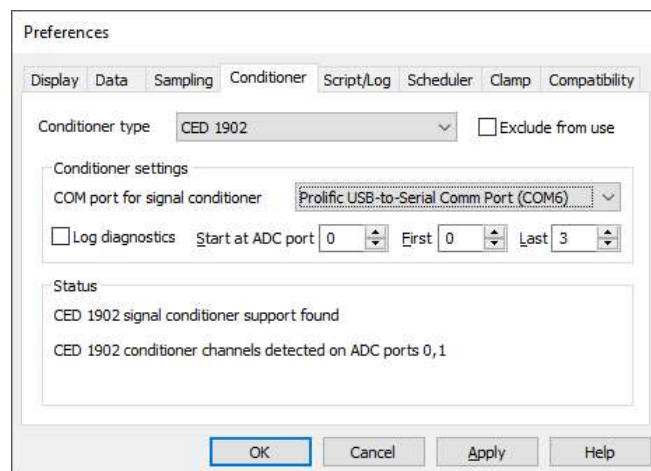 Preferences
Display Data Sampling Conditioner Script/Log Scheduler Clamp Compatibility
Conditioner type CED 1902 Exclude from use
Conditioner settings
COM port for signal conditioner Prolific USB-to-Serial Comm Port (COM6)
Log diagnostics Start at ADC port 0 First 0 Last 3
Status
CED 1902 signal conditioner support found
CED 1902 conditioner channels detected on ADC ports 0,1
OK Cancel Apply Help